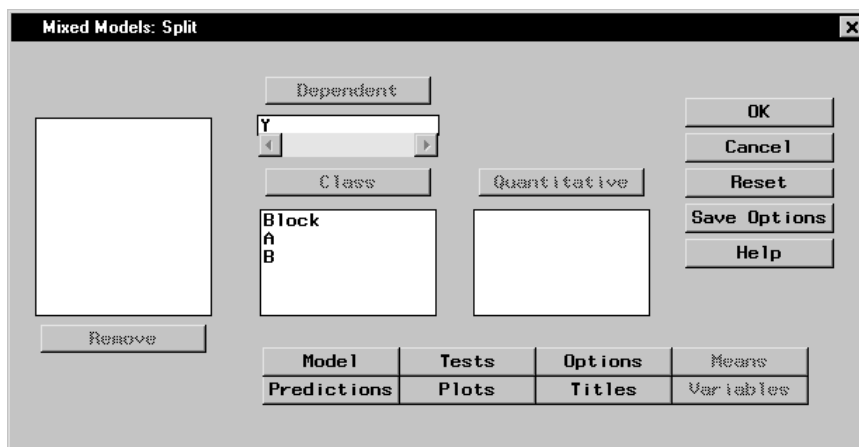 Mixed Models: Split
Dependent
Y
Class
Quantitative
Block
A
B
Remove
OK
Cancel
Reset
Save Options
Help
Model Tests Options Means
Predictions Plots Titles Variables